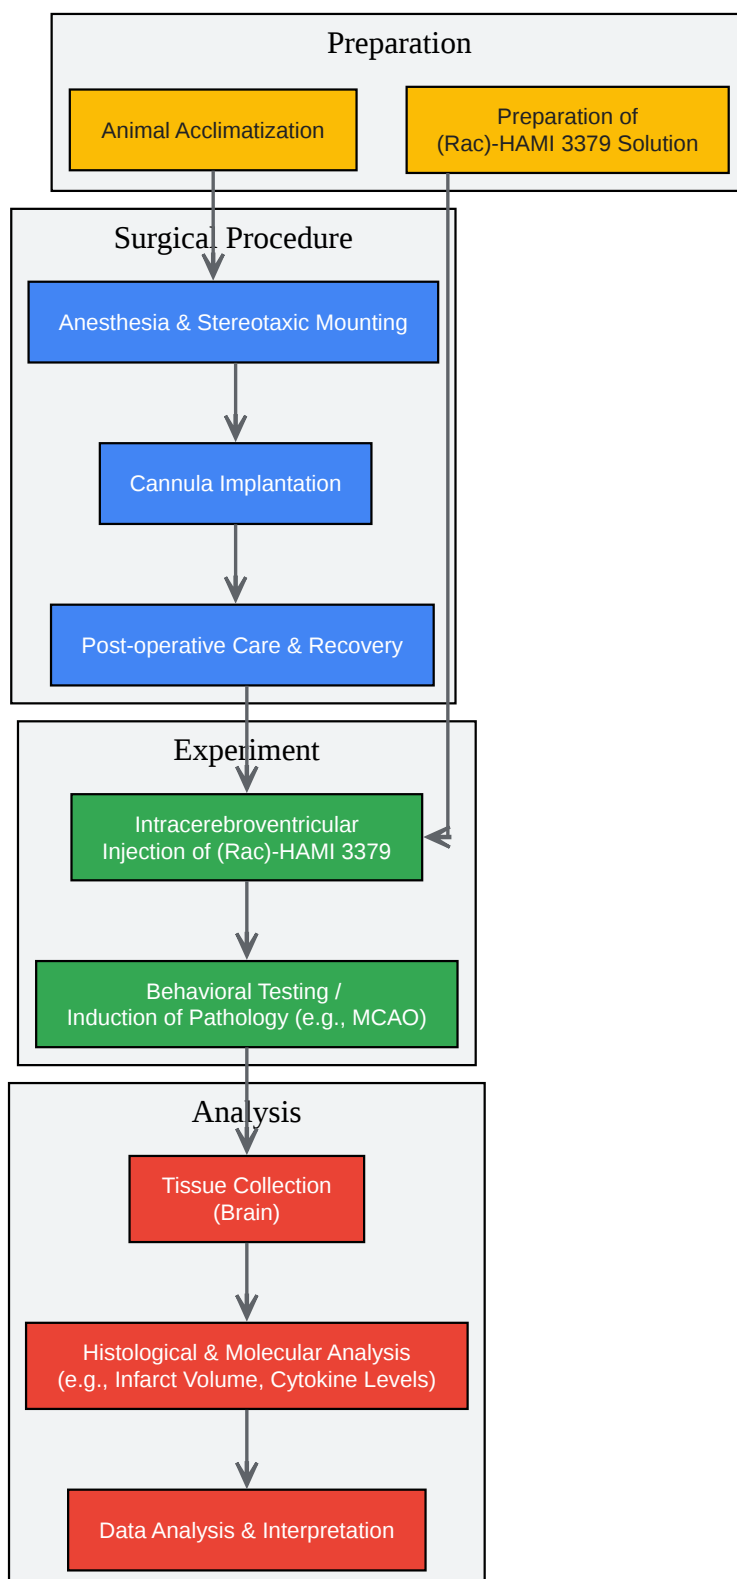 Preparation
Animal Acclimatization
Preparation of
(Rac)-HAMI 3379 Solution
Surgical Procedure
Anesthesia & Stereotaxic Mounting
Cannula Implantation
Post-operative Care & Recovery
Experiment
Intracerebroventricular
Injection of (Rac)-HAMI 3379
Behavioral Testing /
Induction of Pathology (e.g., MCAO)
Analysis
Tissue Collection
(Brain)
Histological & Molecular Analysis
(e.g., Infarct Volume, Cytokine Levels)
Data Analysis & Interpretation